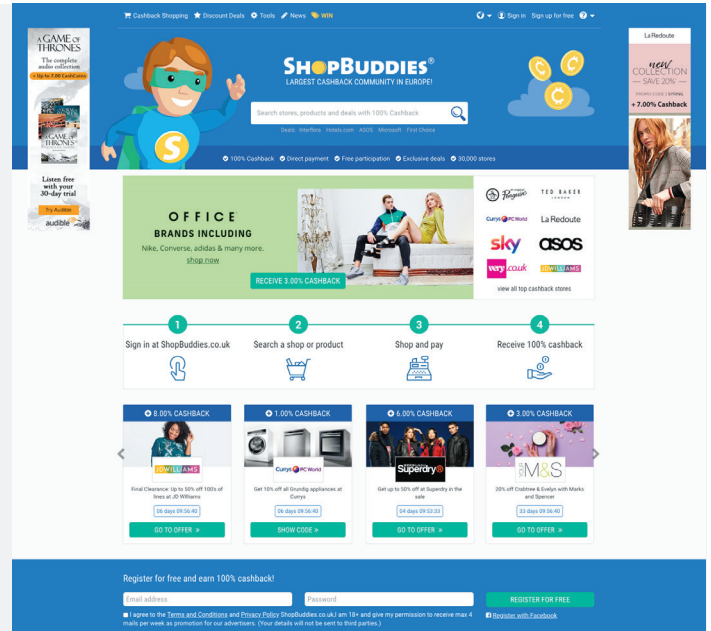 Cashback Shopping Discount Deals Tools News WIN
Sign in Sign up for free
A GAME OF
THRONES
The complete
audio collection
+ Up to 7.00 CashCoins
A GAME OF
THRONES
Listen free
with your
30-day trial
Try Audible
audible
SHOPBUDDIES®
LARGEST CASHBACK COMMUNITY IN EUROPE!
Search stores, products and deals with 100% Cashback
Deals: Interflora Hotels.com ASOS Microsoft First Choice
100% Cashback Direct payment Free participation Exclusive deals 30,000 stores
S
La Redoute
new
COLLECTION
SAVE 20%*
+ 7.00% Cashback
OFFICE
BRANDS INCLUDING
Nike, Converse, adidas & many more.
shop now
RECEIVE 3.00% CASHBACK
Penguin TED BAKER
LONDON
Currys PC World La Redoute
sky asos
very.co.uk JDWILLIAMS
view all top cashback stores
1 2 3 4
Sign in at ShopBuddies.co.uk Search a shop or product Shop and pay Receive 100% cashback
8.00% CASHBACK 1.00% CASHBACK 6.00% CASHBACK 3.00% CASHBACK
JDWILLIAMS Currys PC World Superdry M&S
Final Clearance: Up to 50% off 100's of Get 10% off all Grundig appliances at Get up to 50% off at Superdry in the 20% off Crabtree & Evelyn with Marks
lines at JD Williams Currys sale and Spencer
06 days 09:56:40 06 days 09:56:40 04 days 09:53:33 33 days 09:56:40
GO TO OFFER » SHOW CODE » GO TO OFFER » GO TO OFFER »
Register for free and earn 100% cashback!
Email address Password REGISTER FOR FREE
I agree to the Terms and Conditions and Privacy Policy ShopBuddies.co.uk.I am 18+ and give my permission to receive max 4 Register with Facebook
mails per week as promotion for our advertisers. (Your details will not be sent to third parties.)